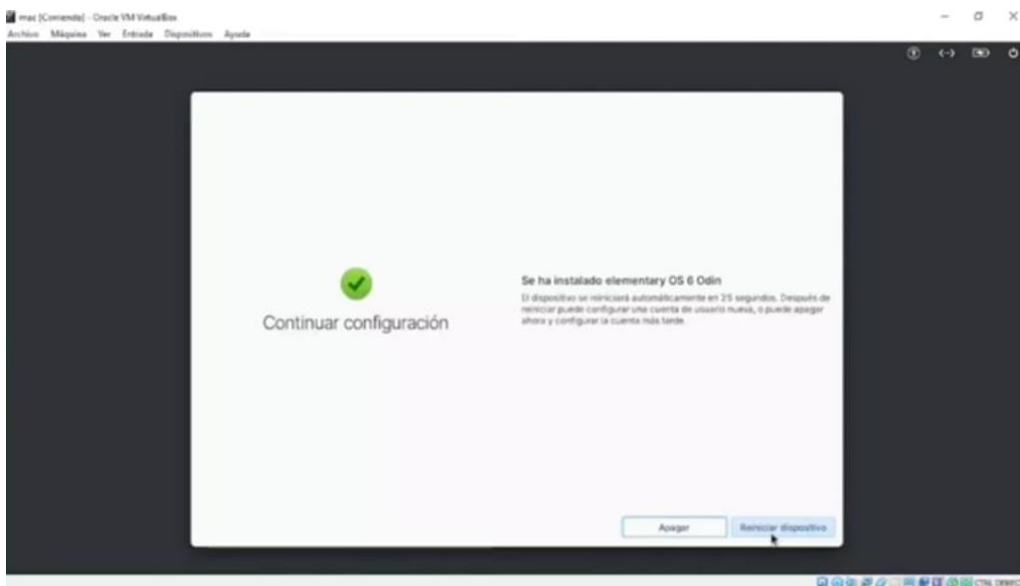 mac [Corriendo] - Oracle VM VirtualBox
Archivo Máquina Ver Entrada Dispositivos Ayuda
Continuar configuración
Se ha instalado elementary OS 6 Odin
El dispositivo se reiniciará automáticamente en 25 segundos. Después de
reiniciar puede configurar una cuenta de usuario nueva, o puede apagar
ahora y configurar la cuenta más tarde.
Apagar
Reiniciar dispositivo